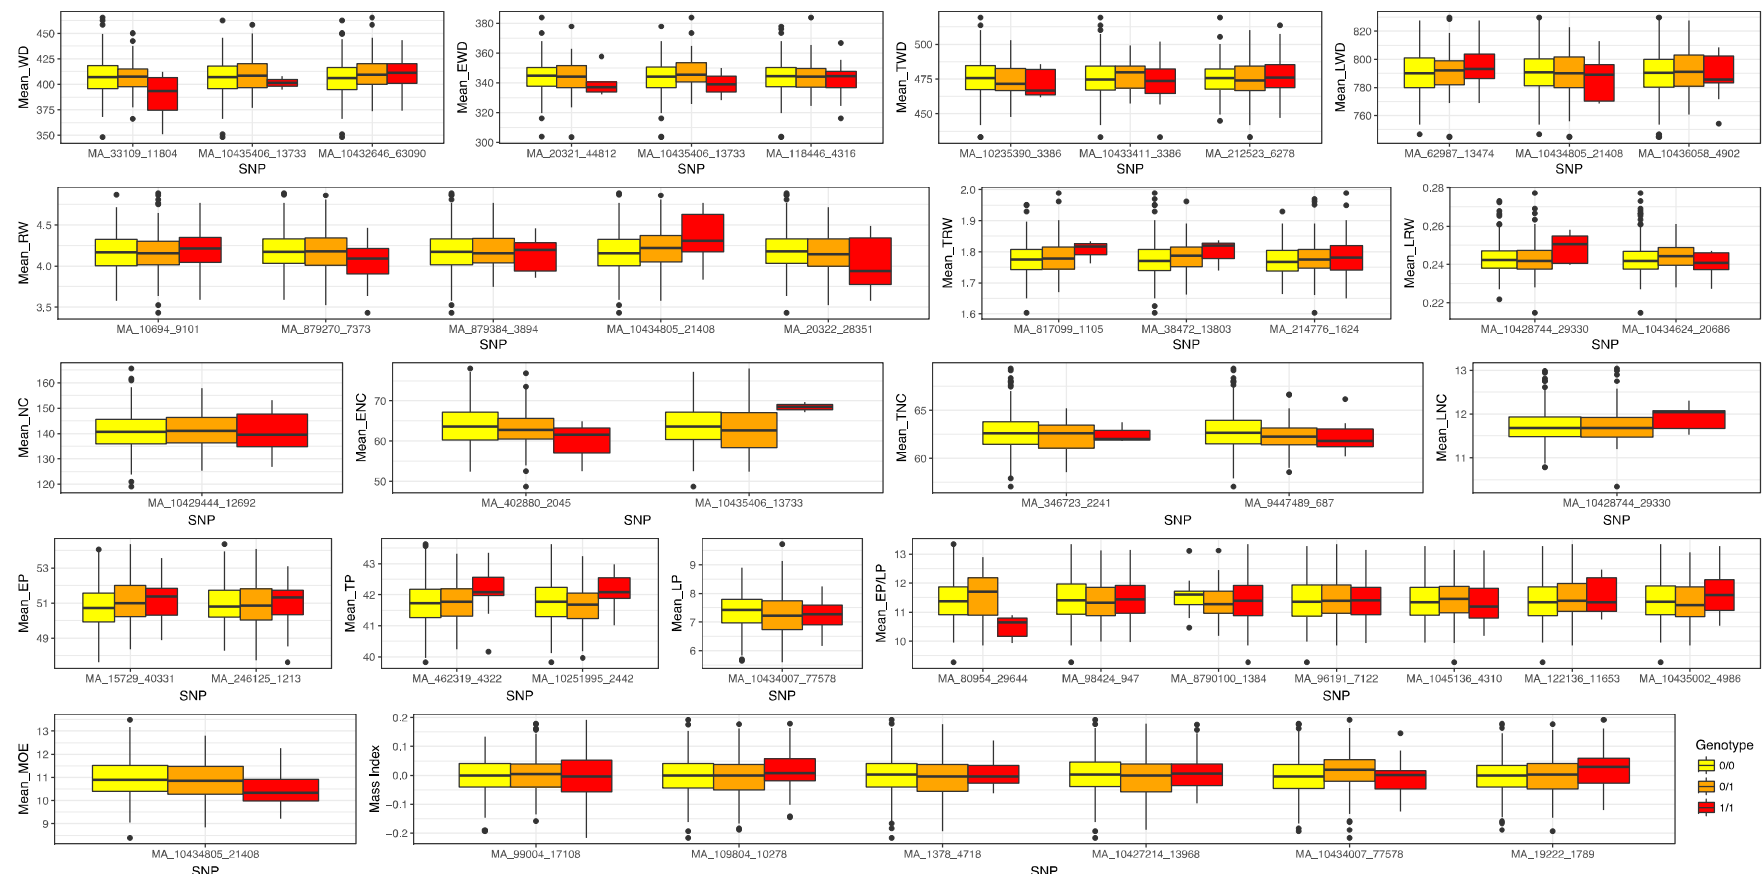 Mean_WD
450
425
400
375
350
MA_33109_11804 MA_10435406_13733 MA_10432646_63090
SNP
Mean_EWD
380
360
340
320
300
MA_20321_44812 MA_10435406_13733 MA_118446_4316
SNP
Mean_TWD
500
475
450
MA_10235390_3386 MA_10433411_3386 MA_212523_6278
SNP
Mean_LWD
820
800
780
760
MA_62987_13474 MA_10434805_21408 MA_10436058_4902
SNP
Mean_RW
4.5
4.0
3.5
MA_10694_9101 MA_879270_7373 MA_879384_3894 MA_10434805_21408 MA_20322_28351
SNP
Mean_TRW
2.0
1.9
1.8
1.7
1.6
MA_817099_1105 MA_38472_13803 MA_214776_1624
SNP
Mean_LRW
0.28
0.26
0.24
0.22
MA_10428744_29330 MA_10434624_20686
SNP
Mean_NC
160
150
140
130
120
MA_10429444_12692
SNP
Mean_ENC
70
60
50
MA_402880_2045 MA_10435406_13733
SNP
Mean_TNC
65
60
MA_346723_2241 MA_9447489_687
SNP
Mean_LNC
13
12
11
MA_10428744_29330
SNP
Mean_EP
53
51
49
MA_15729_40331 MA_246125_1213
SNP
Mean_TP
43
42
41
40
MA_462319_4322 MA_10251995_2442
SNP
Mean_LP
9
8
7
6
MA_10434007_77578
SNP
Mean_EP/LP
13
12
11
10
MA_80954_29644 MA_98424_947 MA_8790100_1384 MA_96191_7122 MA_1045136_4310 MA_122136_11653 MA_10435002_4986
SNP
Mean_MOE
13
12
11
10
9
MA_10434805_21408
SNP
Mass Index
0.2
0.1
0.0
−0.1
−0.2
MA_99004_17108 MA_109804_10278 MA_1378_4718 MA_10427214_13968 MA_10434007_77578 MA_19222_1789
SNP
Genotype
0/0
0/1
1/1